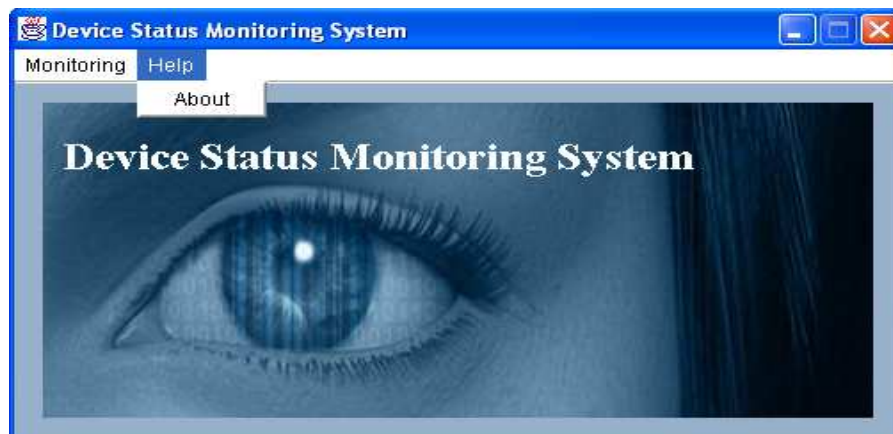 Device Status Monitoring System
Monitoring Help
About
Device Status Monitoring System